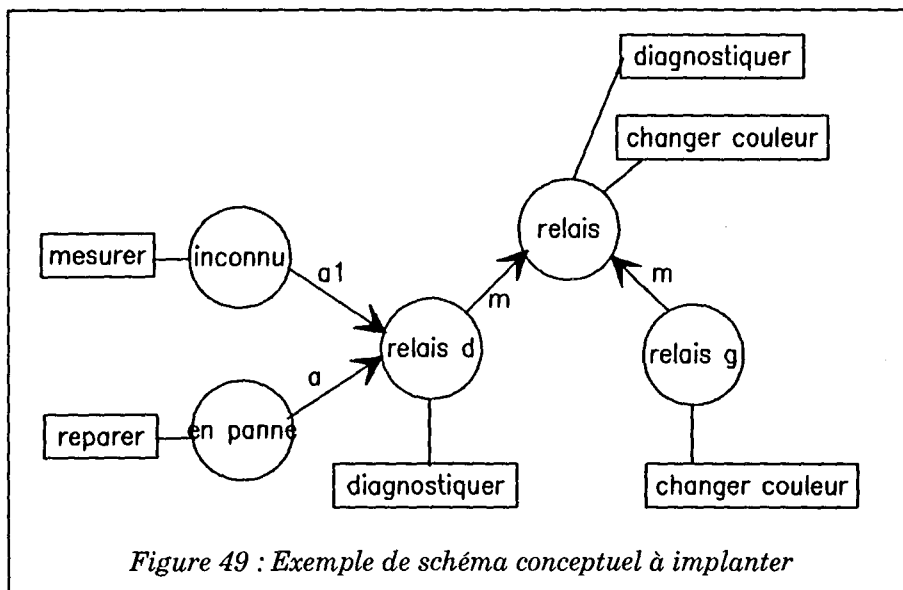 diagnostiquer
changer couleur
relais
mesurer
inconnu
a1
m
m
relais d
relais g
a
reparer
en panne
diagnostiquer
changer couleur
Figure 49 : Exemple de schéma conceptuel à implanter